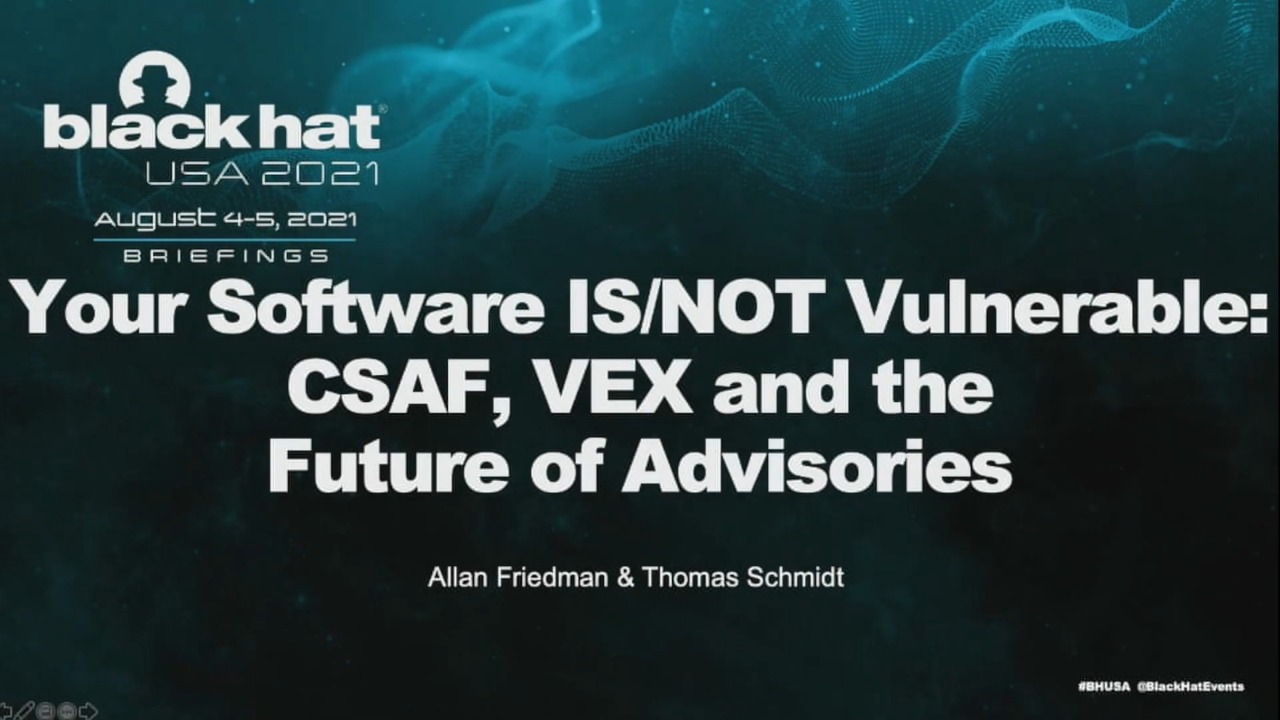 black hat®
USA 2021
August 4-5, 2021
BRIEFINGS
Your Software IS/NOT Vulnerable:
CSAF, VEX and the
Future of Advisories
Allan Friedman & Thomas Schmidt
#BHUSA @BlackHatEvents